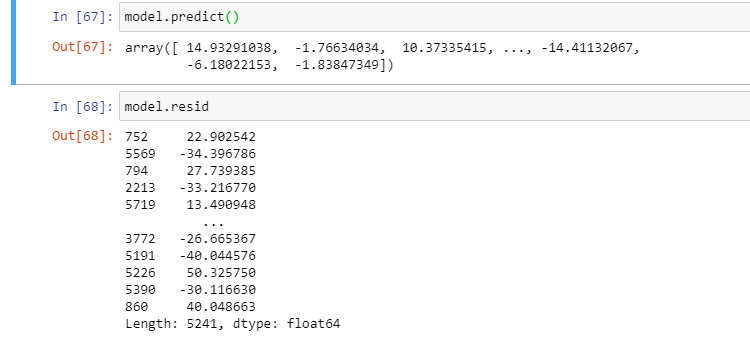 In [67]: model.predict()
Out[67]: array([ 14.93291038,  -1.76634034,  10.37335415, ..., -14.41132067,
        -6.18022153,  -1.83847349])
In [68]: model.resid
Out[68]: 752    22.902542
5569   -34.396786
794    27.739385
2213   -33.216770
5719    13.490948
...
3772   -26.665367
5191   -40.044576
5226    50.325750
5390   -30.116630
860    40.048663
Length: 5241, dtype: float64